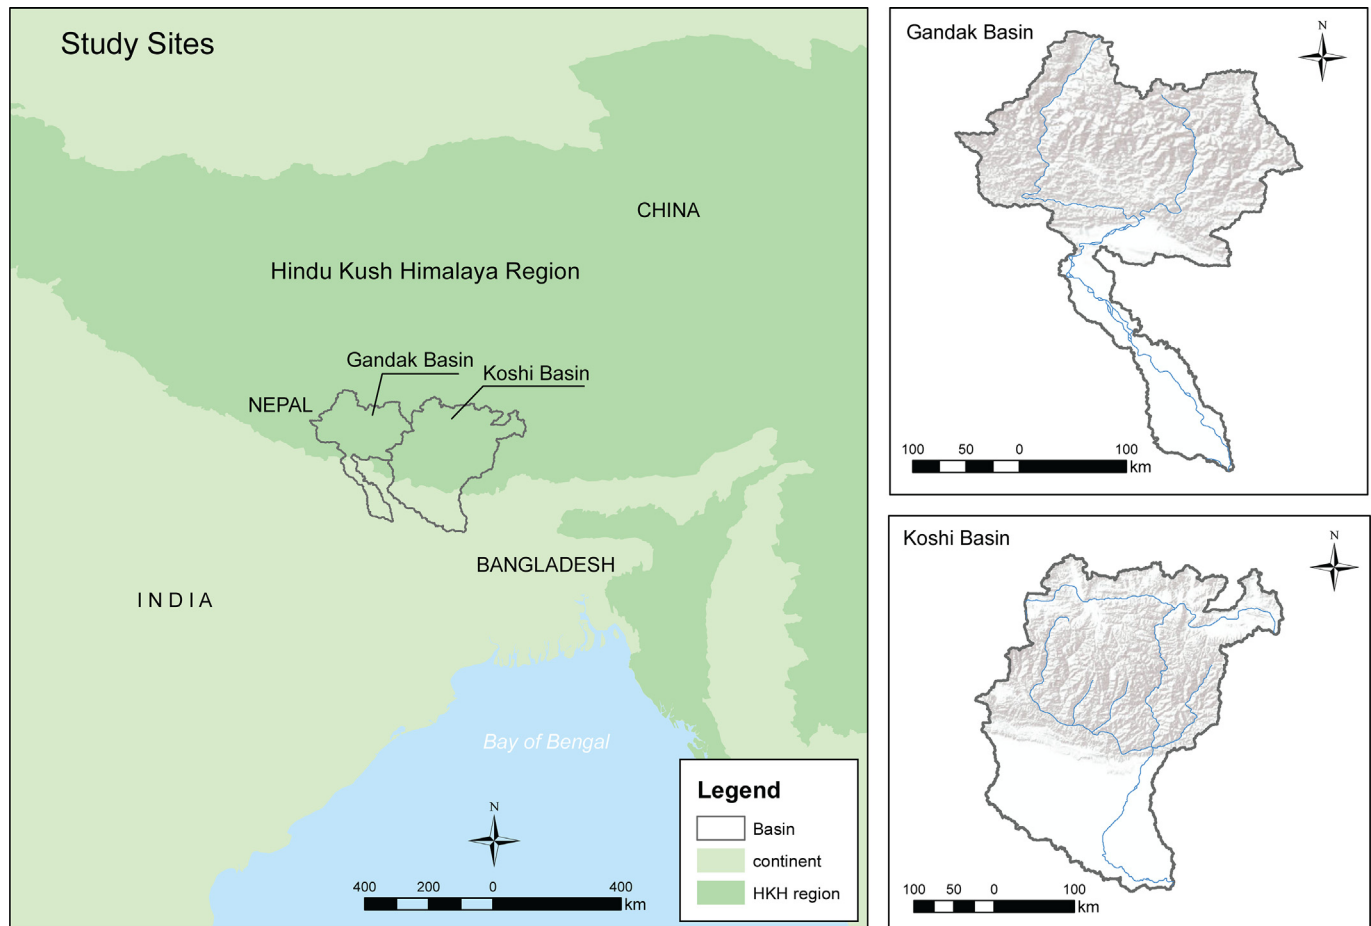 Study Sites
CHINA
Hindu Kush Himalaya Region
Gandak Basin
Koshi Basin
NEPAL
BANGLADESH
INDIA
Bay of Bengal
N
400 200 0 400
km
Legend
Basin
continent
HKH region
Gandak Basin
N
100 50 0 100
km
Koshi Basin
N
100 50 0 100
km